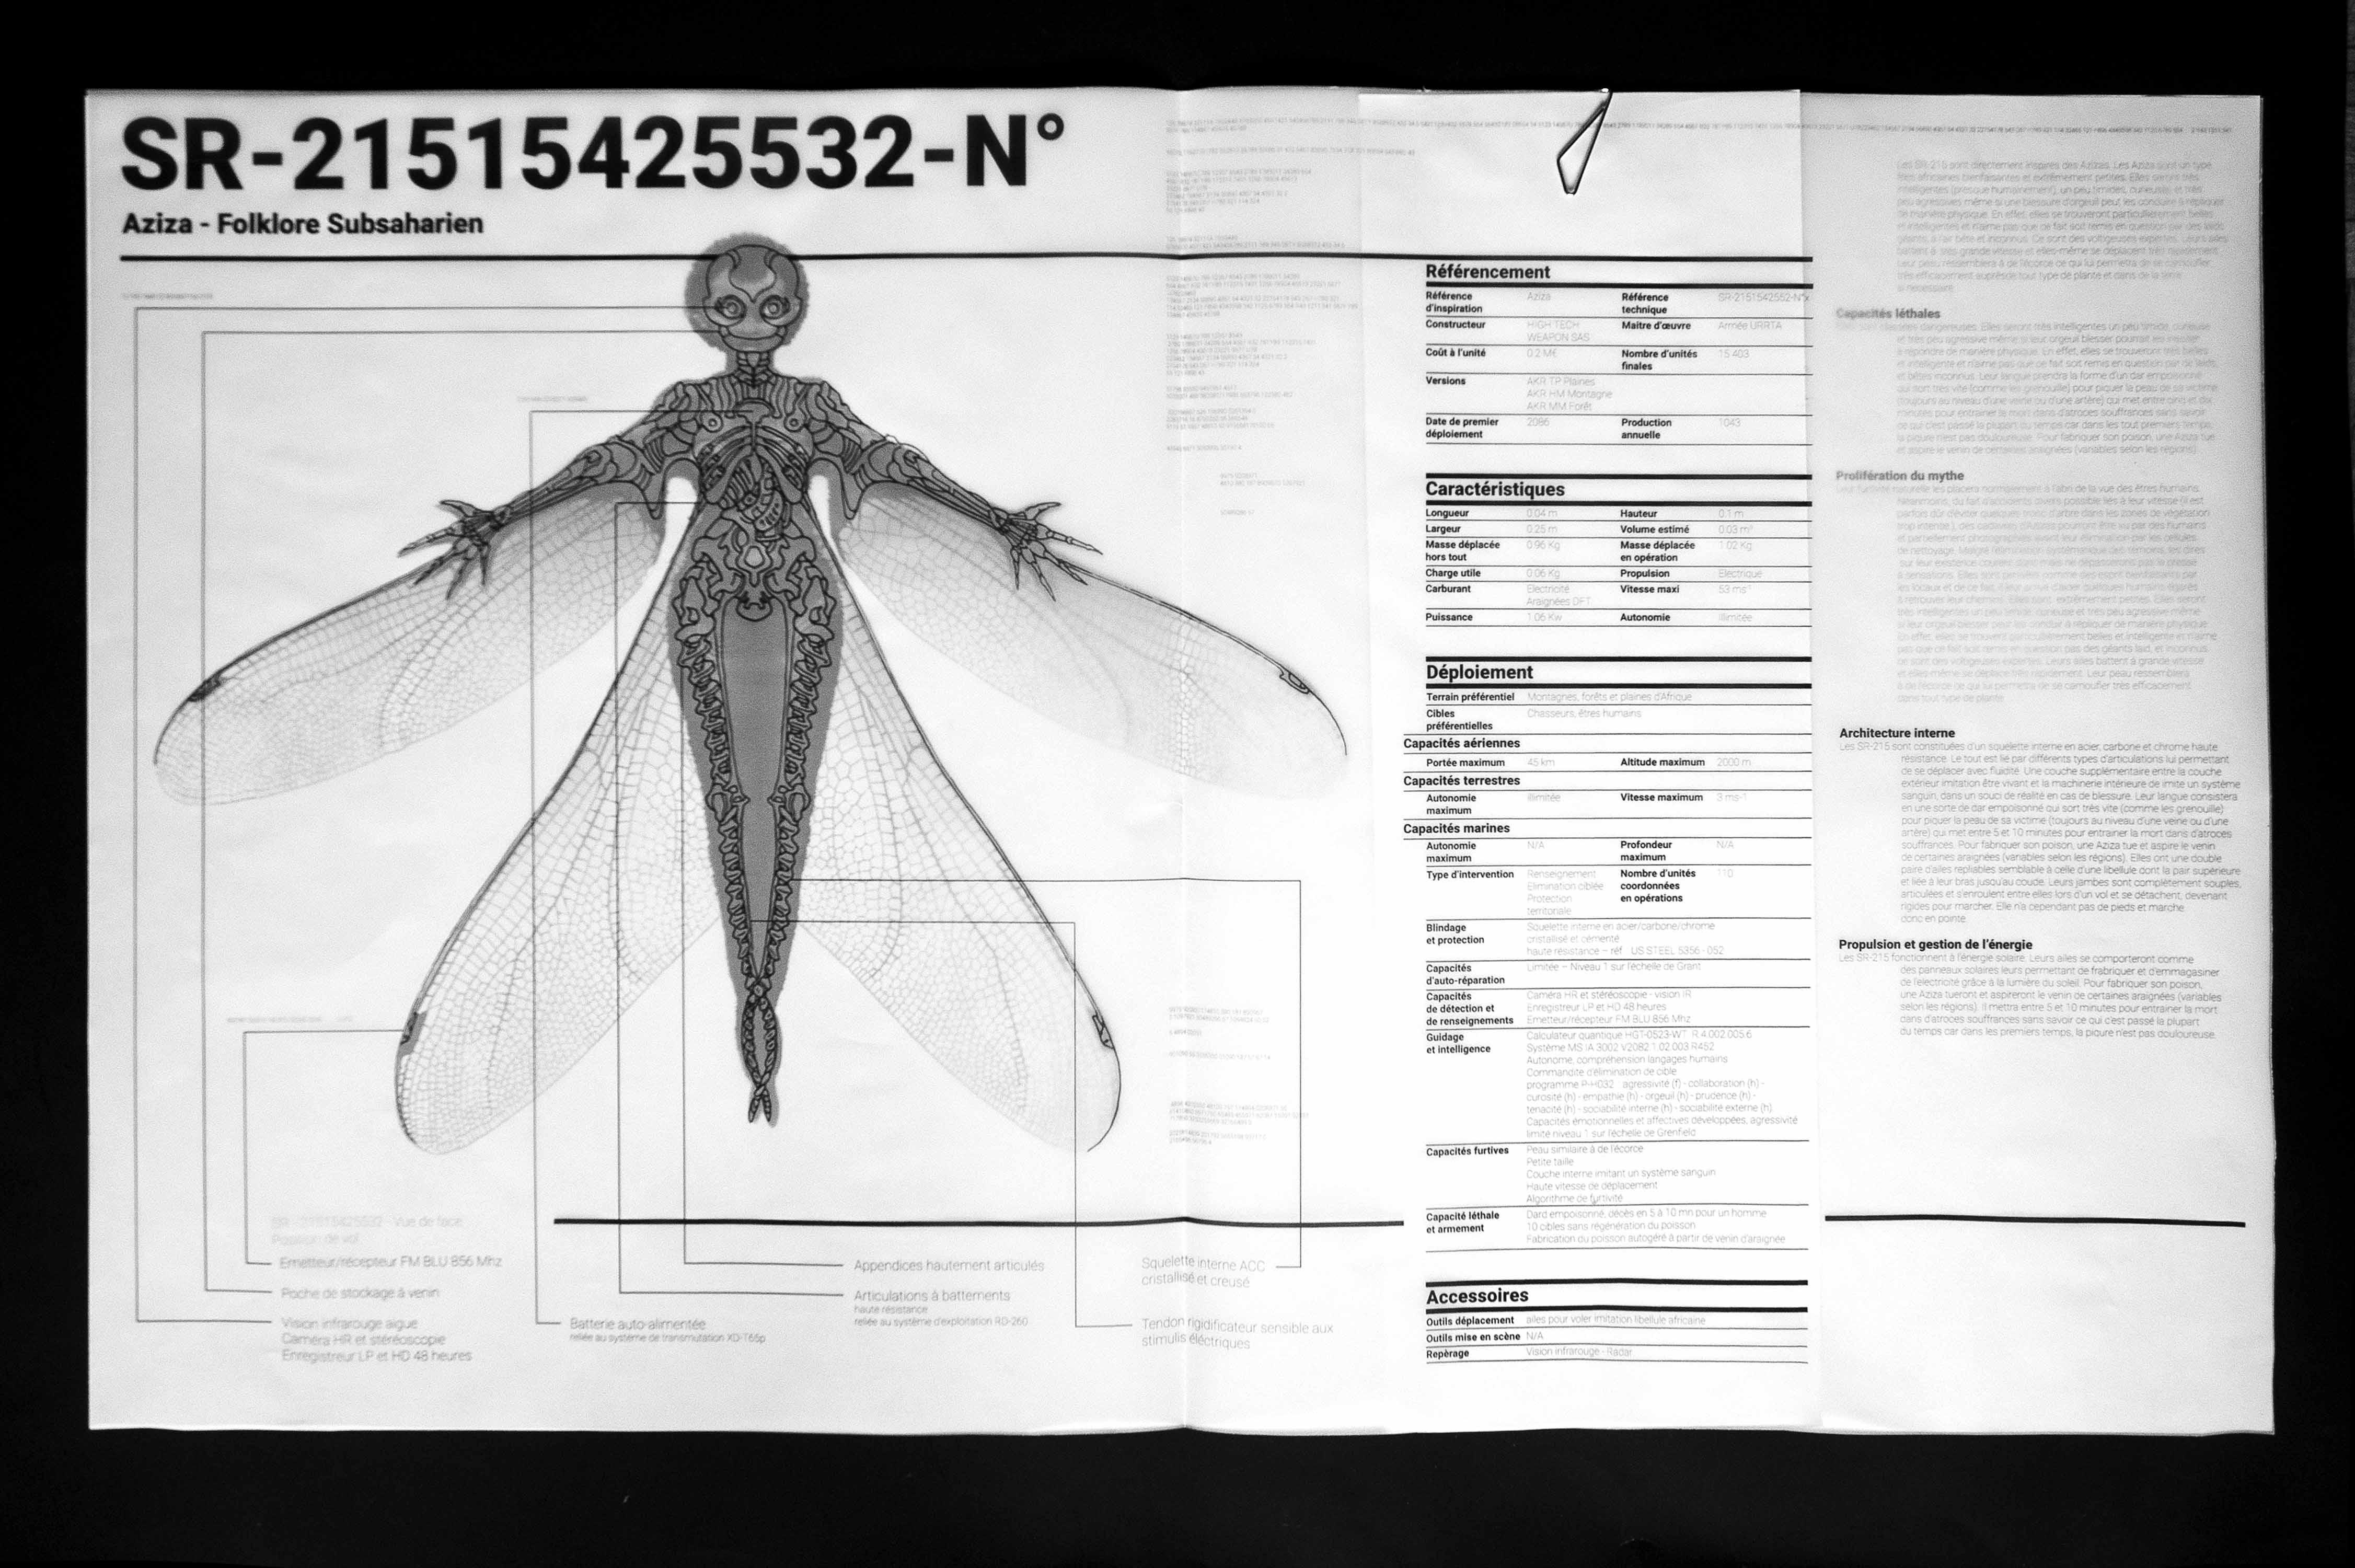 SR-21515425532-N°
Aziza - Folklore Subsaharien
SR - 21515425532 - Vue de face
Position de vol
Emetteur/récepteur FM BLU 856 Mhz
Poche de stockage à venin
Vision infrarouge aigue
Caméra HR et stéréoscopie
Enregistreur LP et HD 48 heures
Batterie auto-alimentée
reliée au système de transmutation XD-T65p
Appendices hautement articulés
Articulations à battements
haute résistance
reliée au système d'exploitation RD-260
Squelette interne ACC
cristallisé et creusé
Tendon rigidificateur sensible aux
stimulis électriques
Référencement
Référence d'inspiration Aziza Référence technique SR-2151542552-N°x
Constructeur HIGH TECH WEAPON SAS Maitre d'œuvre Armée URRTA
Coût à l'unité 0.2 M€ Nombre d'unités finales 15 403
Versions AKR TP Plaines
AKR HM Montagne
AKR MM Forêt
Date de premier déploiement 2086 Production annuelle 1043
Caractéristiques
Longueur 0.04 m Hauteur 0.1 m
Largeur 0.25 m Volume estimé 0.03 m³
Masse déplacée hors tout 0.96 Kg Masse déplacée en opération 1.02 Kg
Charge utile 0.06 Kg Propulsion Electrique
Carburant Electricité Araignées DFT Vitesse maxi 53 ms⁻¹
Puissance 1.06 Kw Autonomie Illimitée
Déploiement
Terrain préférentiel Montagnes, forêts et plaines d'Afrique
Cibles préférentielles Chasseurs, êtres humains
Capacités aériennes
Portée maximum 45 km Altitude maximum 2000 m
Capacités terrestres
Autonomie maximum Illimitée Vitesse maximum 3 ms⁻¹
Capacités marines
Autonomie maximum N/A Profondeur maximum N/A
Type d'intervention Renseignement Nombre d'unités
Elimination ciblée coordonnées
Protection en opérations 110
territoriale
Blindage et protection Squelette interne en acier/carbone/chrome
cristallisé et cémenté
haute résistance – réf US STEEL 5356 - 052
Capacités d'auto-réparation Limitée – Niveau 1 sur l'échelle de Grant
Capacités de détection et de renseignements Caméra HR et stéréoscopie - vision IR
Enregistreur LP et HD 48 heures
Emetteur/récepteur FM BLU 856 Mhz
Guidage et intelligence Calculateur quantique HGT-0523-WT R.4.002.005.6
Système MS IA 3002 V2082 1.02.003 R452
Autonome, compréhension langages humains
Commandite d'élimination de cible
programme P-H032 agressivité (f) - collaboration (h) -
curosité (h) - empathie (h) - orgeuil (h) - prudence (h) -
tenacité (h) - sociabilité interne (h) - sociabilité externe (h)
Capacités émotionnelles et affectives développées, agressivité
limité niveau 1 sur l'échelle de Grenfeld
Capacités furtives Peau similaire à de l'écorce
Petite taille
Couche interne imitant un système sanguin
Haute vitesse de déplacement
Algorithme de furtivité
Capacité léthale et armement Dard empoisonné, décès en 5 à 10 mn pour un homme
10 cibles sans régénération du poisson
Fabrication du poisson autogéré à partir de venin d'araignée
Accessoires
Outils déplacement ailes pour voler imitation libellule africaine
Outils mise en scène N/A
Repérage Vision infrarouge - Radar
Les SR-215 sont directement inspirés des Azizas. Les Aziza sont un type
fées africaines bienfaisantes et extrêmement petites. Elles seront très
intelligentes (presque humainement), un peu timides, curieuse et très
peu agressives même si une blessure d'orgeuil peut les conduire à répliquer
de manière physique. En effet, elles se trouveront particulièrement belles
et intelligentes et n'aime pas que ce fait soit remis en question par des laids
géants à l'air bête et inconnus. Ce sont des voltigeuses expertes. Leurs ailes
battent à très grande vitesse et elles-même se déplacent très rapidement.
Leur peau ressemblera à de l'écorce ce qui lui permettra de se camoufler
très efficacement auprès de tout type de plante et dans de la terre
si nécessaire.
Capacités léthales
dangereuses. Elles seront très intelligentes un peu timide, curieuse
et très peu agressive même si leur orgeuil blesser pourrait les inciter
à répondre de manière physique. En effet, elles se trouveront très belles
et intelligente et n'aime pas que ce fait soit remis en question par de laids,
et bêtes inconnus. Leur langue prendra la forme d'un dar empoisonné
qui sort très vite (comme les grenouille) pour piquer la peau de sa victime
(toujours au niveau d'une veine ou d'une artère) qui met entre cinq et dix
minutes pour entrainer la mort dans d'atroces souffrances sans savoir
ce qui c'est passé la plupart du temps car dans les tout premiers temps,
la piqure n'est pas douloureuse. Pour fabriquer son poison, une Aziza tue
et aspire le venin de certaines araignées (variables selon les régions).
Prolifération du mythe
Leur furtivité naturelle les placera normalement à l'abri de la vue des êtres humains.
Néanmoins, du fait d'accidents avers possible liés à leur vitesse (il est
parfois dur d'éviter quelques tronc d'arbre dans les zones de végétation
trop intense), des cadavres d'Azizas pourront être vu par des humains
et partiellement photographiés avant leur élimination par les cellules
de nettoyage. Malgré l'élimination systématique des témoins, les dires
sur leur existence courent dans mais ne dépasseront pas la presse
à sensations. Elles sont perçues comme des esprit bienfaisants par
les locaux et de ce fait, il leur arriva d'aider quelques humains égarés
à retrouver leur chemins. Elles sont extrêmement petites. Elles seront
très intelligentes un peu timide, curieuse et très peu agressive même
si leur orgeuil blesser peut les conduir à répliquer de manière physique.
En effet, elles se trouvent particulièrement belles et intelligente et n'aime
pas que ce fait soit remis en question pas des géants laid, et inconnus.
ce sont des voltigeuses expertes. Leurs ailes battent à grande vitesse
et elles-même se déplacent très rapidement. Leur peau ressemblera
à de l'écorce ce qui lui permettra de se camoufler très efficacement
dans tout type de plante.
Architecture interne
Les SR-215 sont constituées d'un squelette interne en acier, carbone et chrome haute
résistance. Le tout est lié par différents types d'articulations lui permettant
de se déplacer avec fluidité. Une couche supplémentaire entre la couche
extérieur imitation être vivant et la machinerie intérieure de imite un système
sanguin, dans un souci de réalité en cas de blessure. Leur langue consistera
en une sorte de dar empoisonné qui sort très vite (comme les grenouille)
pour piquer la peau de sa victime (toujours au niveau d'une veine ou d'une
artère) qui met entre 5 et 10 minutes pour entrainer la mort dans d'atroces
souffrances. Pour fabriquer son poison, une Aziza tue et aspire le venin
de certaines araignées (variables selon les régions). Elles ont une double
paire d'ailes repliables semblable à celle d'une libellule dont la pair supérieure
et liée à leur bras jusqu'au coude. Leurs jambes sont complètement souples,
articulées et s'enroulent entre elles lors d'un vol et se détachent, devenant
rigides pour marcher. Elle n'a cependant pas de pieds et marche
donc en pointe.
Propulsion et gestion de l'énergie
Les SR-215 fonctionnent à l'énergie solaire. Leurs ailes se comporteront comme
des panneaux solaires leurs permettant de frabriquer et d'emmagasiner
de l'électricité grâce à la lumière du soleil. Pour fabriquer son poison,
une Aziza tueront et aspireront le venin de certaines araignées (variables
selon les régions). Il mettra entre 5 et 10 minutes pour entrainer la mort
dans d'atroces souffrances sans savoir ce qui c'est passé la plupart
du temps car dans les premiers temps, la piqure n'est pas douloureuse.